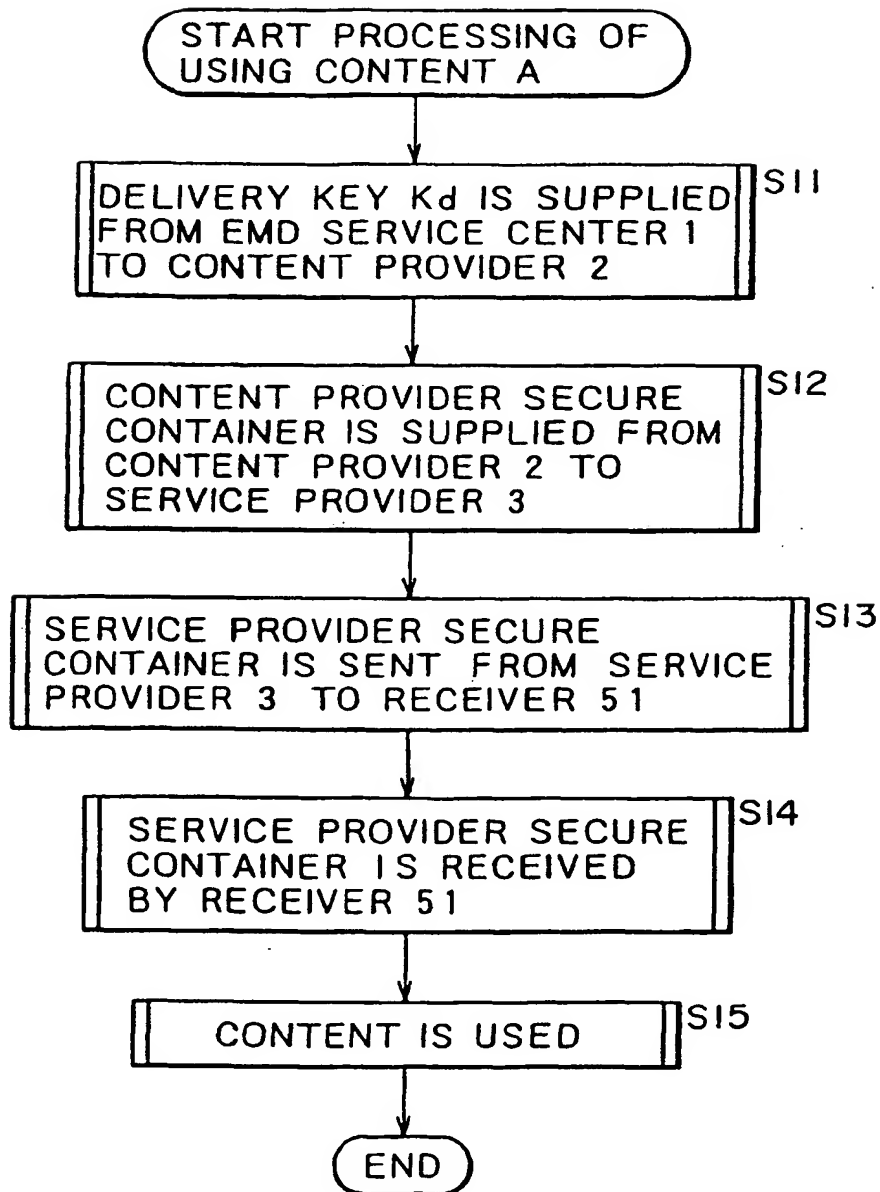 START PROCESSING OF
USING CONTENT A
S11
DELIVERY KEY Kd IS SUPPLIED
FROM EMD SERVICE CENTER 1
TO CONTENT PROVIDER 2
S12
CONTENT PROVIDER SECURE
CONTAINER IS SUPPLIED FROM
CONTENT PROVIDER 2 TO
SERVICE PROVIDER 3
S13
SERVICE PROVIDER SECURE
CONTAINER IS SENT FROM SERVICE
PROVIDER 3 TO RECEIVER 51
S14
SERVICE PROVIDER SECURE
CONTAINER IS RECEIVED
BY RECEIVER 51
S15
CONTENT IS USED
END